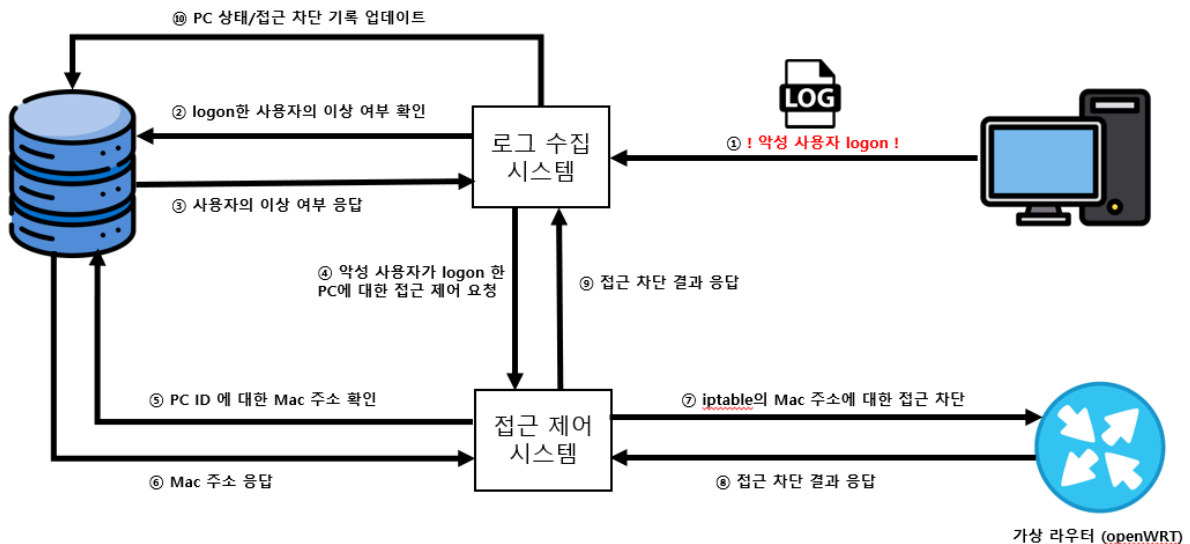 ⑩ PC 상태/접근 차단 기록 업데이트
LOG
② logon한 사용자의 이상 여부 확인
① ! 악성 사용자 logon !
로그 수집
시스템
③ 사용자의 이상 여부 응답
④ 악성 사용자가 logon 한
PC에 대한 접근 제어 요청
⑨ 접근 차단 결과 응답
⑤ PC ID 에 대한 Mac 주소 확인
⑦ iptable의 Mac 주소에 대한 접근 차단
접근 제어
시스템
⑥ Mac 주소 응답
⑧ 접근 차단 결과 응답
가상 라우터 (openWRT)